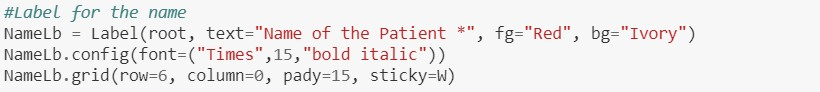 #Label for the name
NameLb = Label(root, text="Name of the Patient *", fg="Red", bg="Ivory")
NameLb.config(font=("Times",15,"bold italic"))
NameLb.grid(row=6, column=0, pady=15, sticky=W)